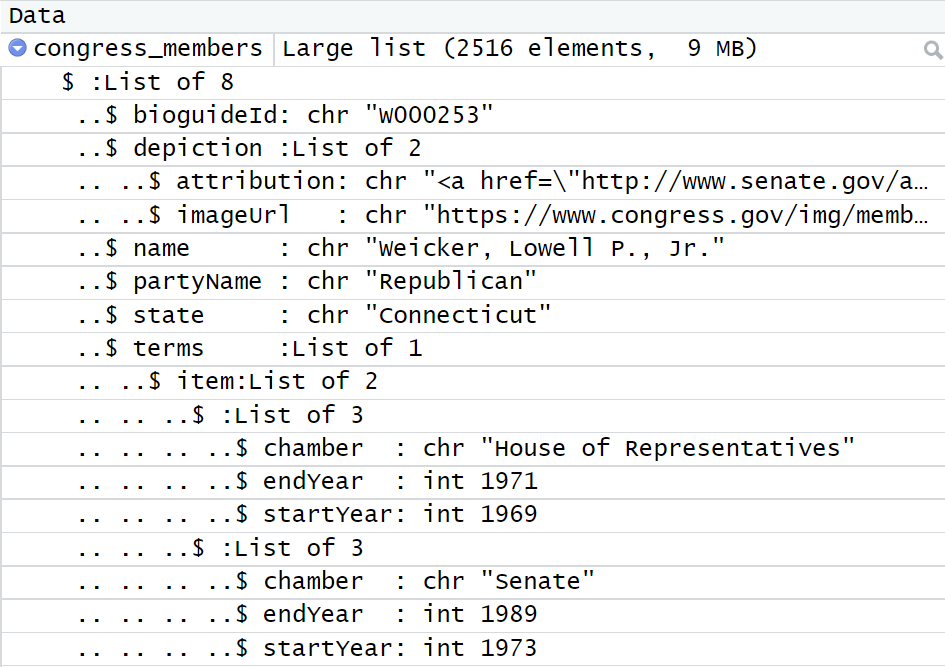 Data
congress_members Large list (2516 elements,  9 MB)
$ :List of 8
..$ bioguideId: chr "W000253"
..$ depiction :List of 2
.. ..$ attribution: chr "<a href=\"http://www.senate.gov/a…
.. ..$ imageUrl   : chr "https://www.congress.gov/img/memb…
..$ name      : chr "Weicker, Lowell P., Jr."
..$ partyName : chr "Republican"
..$ state     : chr "Connecticut"
..$ terms     :List of 1
.. ..$ item:List of 2
.. .. ..$ :List of 3
.. .. .. ..$ chamber  : chr "House of Representatives"
.. .. .. ..$ endYear  : int 1971
.. .. .. ..$ startYear: int 1969
.. .. ..$ :List of 3
.. .. .. ..$ chamber  : chr "Senate"
.. .. .. ..$ endYear  : int 1989
.. .. .. ..$ startYear: int 1973